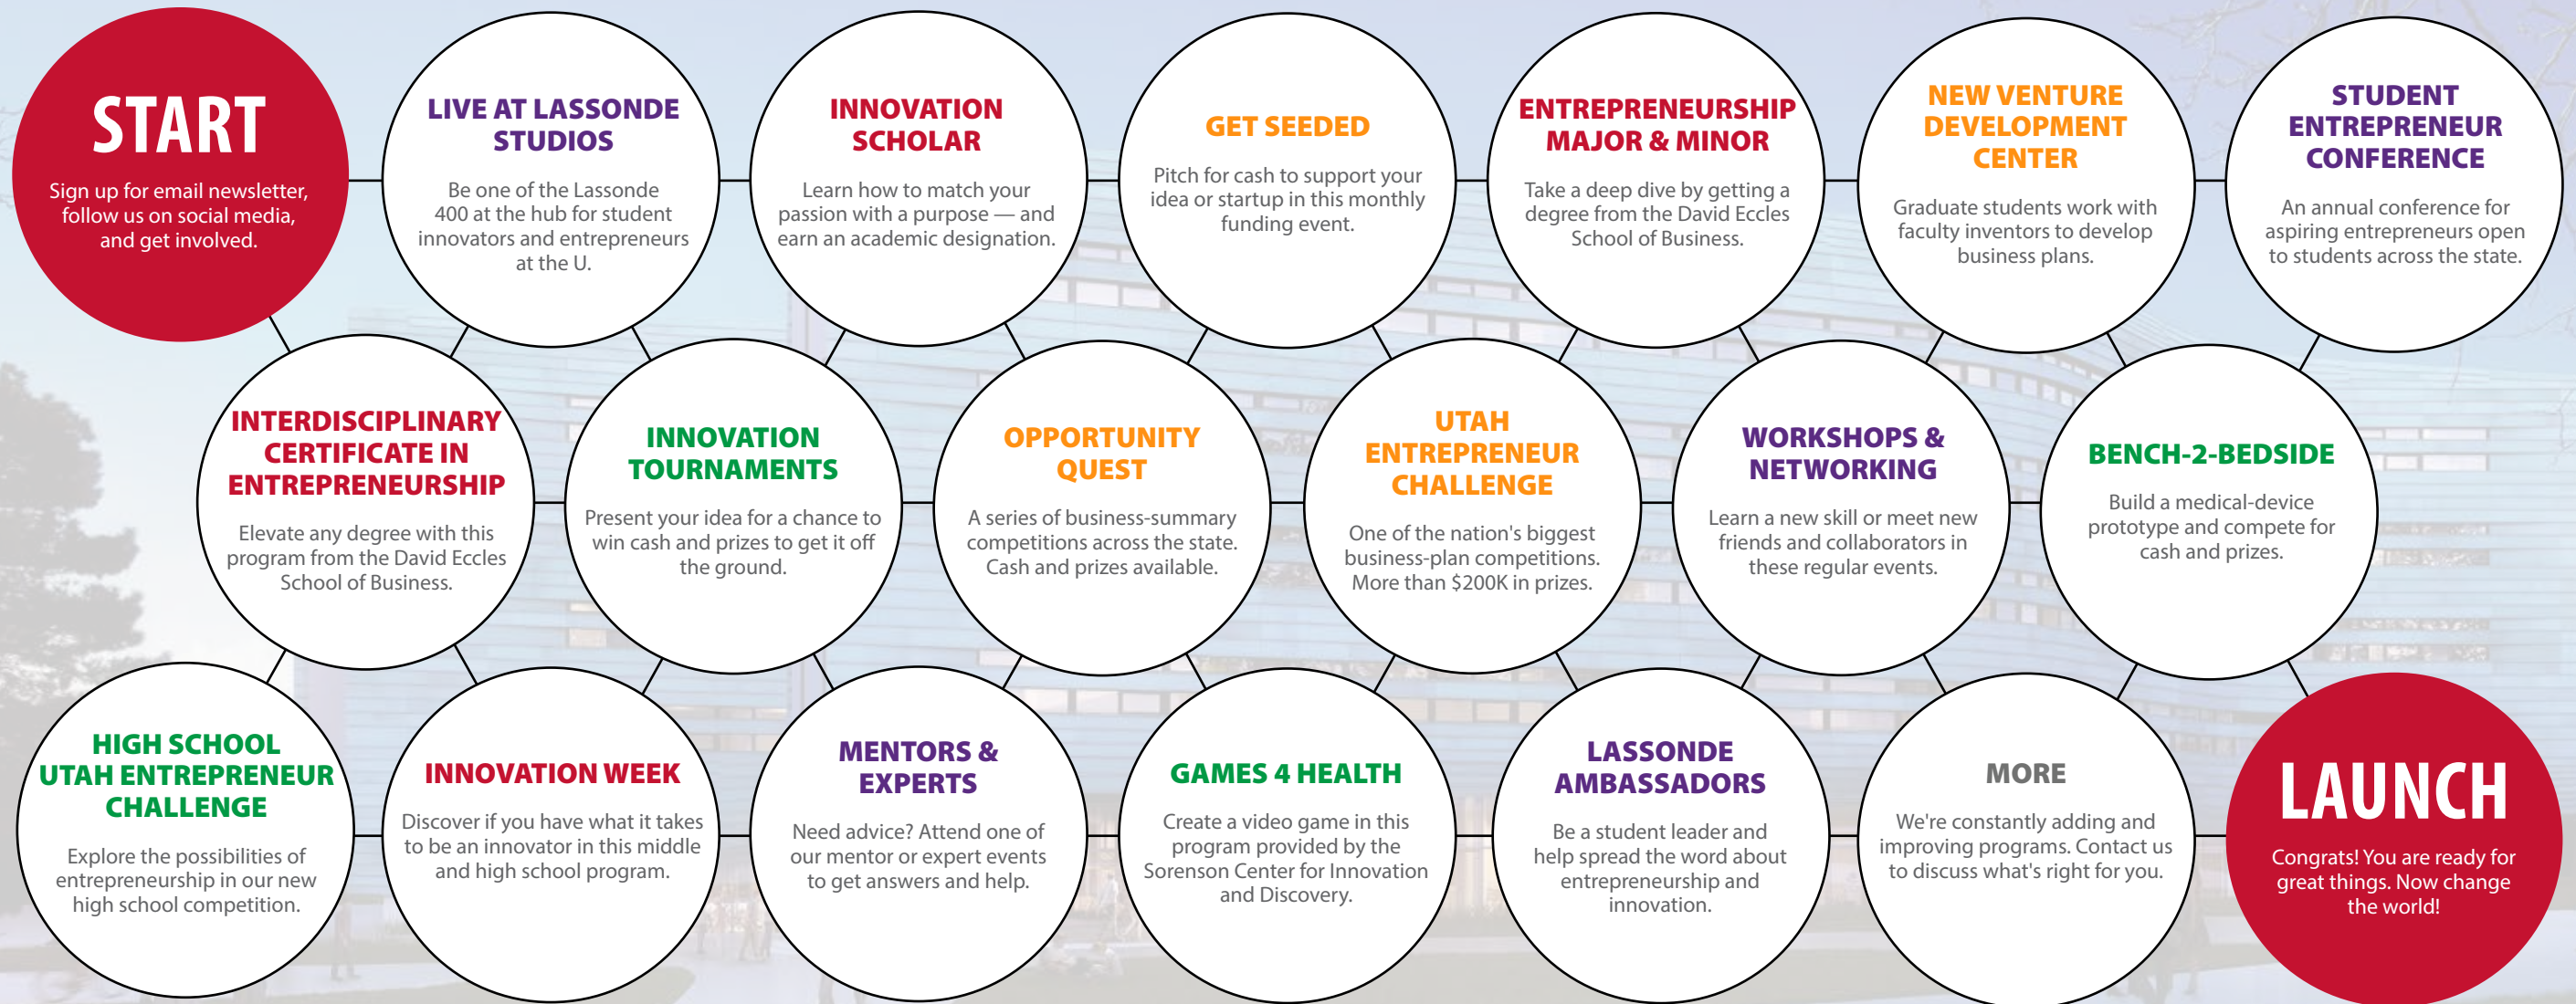 START
Sign up for email newsletter,
follow us on social media,
and get involved.
LIVE AT LASSONDE
STUDIOS
Be one of the Lassonde
400 at the hub for student
innovators and entrepreneurs
at the U.
INNOVATION
SCHOLAR
Learn how to match your
passion with a purpose — and
earn an academic designation.
GET SEEDED
Pitch for cash to support your
idea or startup in this monthly
funding event.
ENTREPRENEURSHIP
MAJOR & MINOR
Take a deep dive by getting a
degree from the David Eccles
School of Business.
NEW VENTURE
DEVELOPMENT
CENTER
Graduate students work with
faculty inventors to develop
business plans.
STUDENT
ENTREPRENEUR
CONFERENCE
An annual conference for
aspiring entrepreneurs open
to students across the state.
INTERDISCIPLINARY
CERTIFICATE IN
ENTREPRENEURSHIP
Elevate any degree with this
program from the David Eccles
School of Business.
INNOVATION
TOURNAMENTS
Present your idea for a chance to
win cash and prizes to get it off
the ground.
OPPORTUNITY
QUEST
A series of business-summary
competitions across the state.
Cash and prizes available.
UTAH
ENTREPRENEUR
CHALLENGE
One of the nation's biggest
business-plan competitions.
More than $200K in prizes.
WORKSHOPS &
NETWORKING
Learn a new skill or meet new
friends and collaborators in
these regular events.
BENCH-2-BEDSIDE
Build a medical-device
prototype and compete for
cash and prizes.
HIGH SCHOOL
UTAH ENTREPRENEUR
CHALLENGE
Explore the possibilities of
entrepreneurship in our new
high school competition.
INNOVATION WEEK
Discover if you have what it takes
to be an innovator in this middle
and high school program.
MENTORS &
EXPERTS
Need advice? Attend one of
our mentor or expert events
to get answers and help.
GAMES 4 HEALTH
Create a video game in this
program provided by the
Sorenson Center for Innovation
and Discovery.
LASSONDE
AMBASSADORS
Be a student leader and
help spread the word about
entrepreneurship and
innovation.
MORE
We're constantly adding and
improving programs. Contact us
to discuss what's right for you.
LAUNCH
Congrats! You are ready for
great things. Now change
the world!